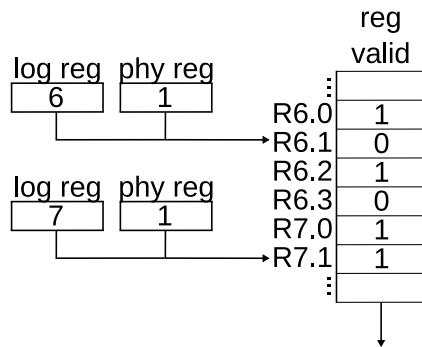 reg
valid
log reg phy reg
6 1
log reg phy reg
7 1
⋮
R6.0 1
R6.1 0
R6.2 1
R6.3 0
R7.0 1
R7.1 1
⋮